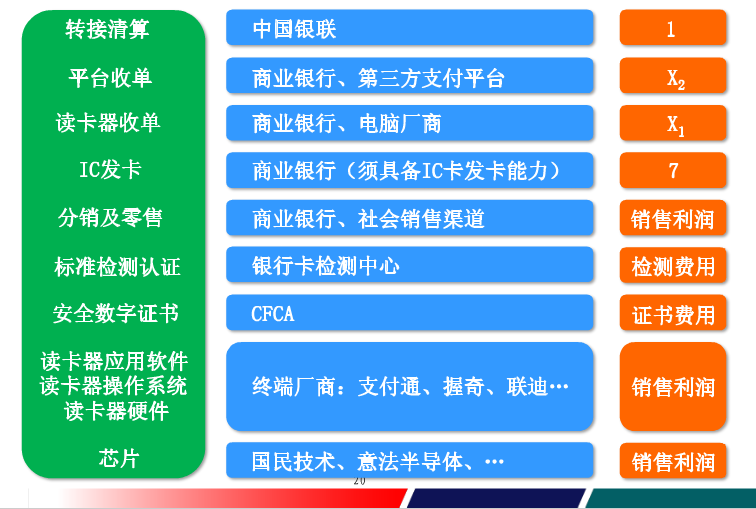 转接清算
中国银联
1
平台收单
商业银行、第三方支付平台
X2
读卡器收单
商业银行、电脑厂商
X1
IC发卡
商业银行（须具备IC卡发卡能力）
7
分销及零售
商业银行、社会销售渠道
销售利润
标准检测认证
银行卡检测中心
检测费用
安全数字证书
CFCA
证书费用
读卡器应用软件
读卡器操作系统
读卡器硬件
终端厂商：支付通、握奇、联迪…
销售利润
芯片
国民技术、意法半导体、…
销售利润
20